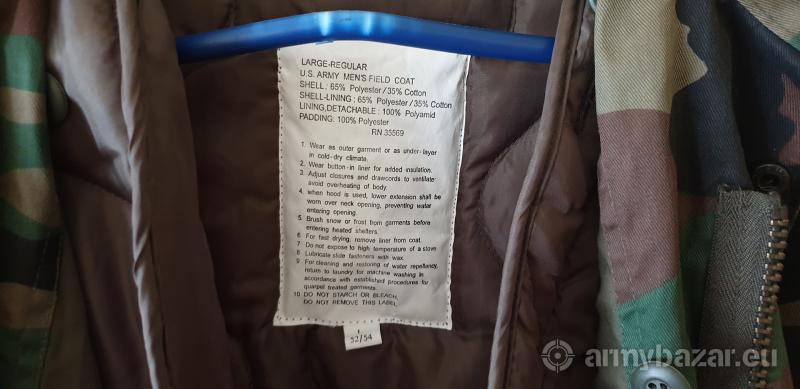 LARGE-REGULAR
U.S. ARMY MEN'S FIELD COAT
SHELL: 65% Polyester/35% Cotton
SHELL-LINING : 65% Polyester/35% Cotton
LINING,DETACHABLE : 100% Polyamid
PADDING: 100% Polyester
RN 35569
1. Wear as outer garment or as under-layer
in cold-dry climate.
2. Wear button-in liner for added insulation.
3. Adjust closures and drawcords to ventilate:
avoid overheating of body.
4. when hood is used, lower extension shall be
worn over neck opening, preventing water
entering opening.
5. Brush snow or frost from garments before
entering heated shelters.
6 For fast drying, remove liner from coat.
7 Do not expose to high temperature of a stove
8 Lubricate slide fasteners with wax.
9 For cleaning and restoring of water repellancy,
return to laundry for machine washing in
accordance with established procedures for
quarpel treated garments.
10 DO NOT STARCH OR BLEACH,
DO NOT REMOVE THIS LABEL.
L
52/54
armybazar.eu